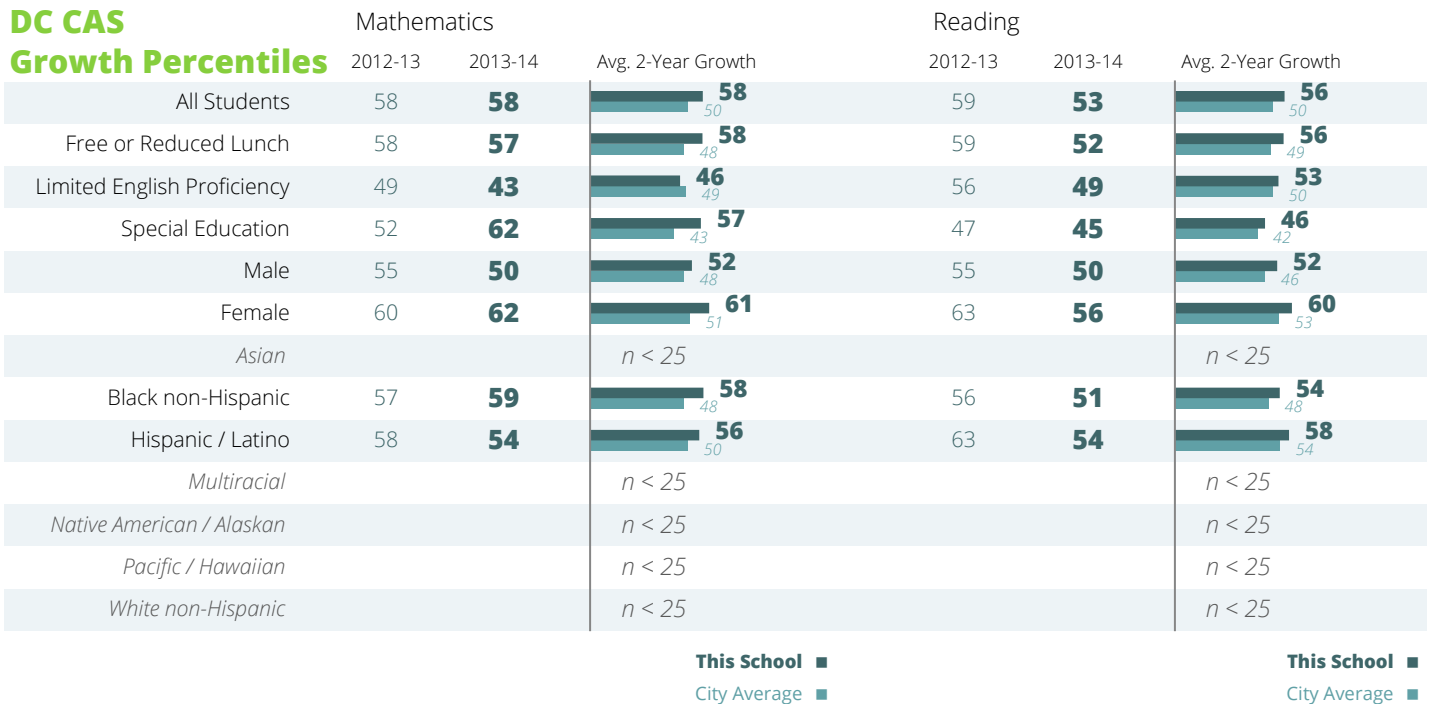 DC CAS
Growth Percentiles
Mathematics Reading
2012-13 2013-14 Avg. 2-Year Growth 2012-13 2013-14 Avg. 2-Year Growth
All Students 58 58 58 50 59 53 56 50
Free or Reduced Lunch 58 57 58 48 59 52 56 49
Limited English Proficiency 49 43 46 49 56 49 53 50
Special Education 52 62 57 43 47 45 46 42
Male 55 50 52 48 55 50 52 46
Female 60 62 61 51 63 56 60 53
Asian n < 25 n < 25
Black non-Hispanic 57 59 58 48 56 51 54 48
Hispanic / Latino 58 54 56 50 63 54 58 54
Multiracial n < 25 n < 25
Native American / Alaskan n < 25 n < 25
Pacific / Hawaiian n < 25 n < 25
White non-Hispanic n < 25 n < 25
This School This School
City Average City Average